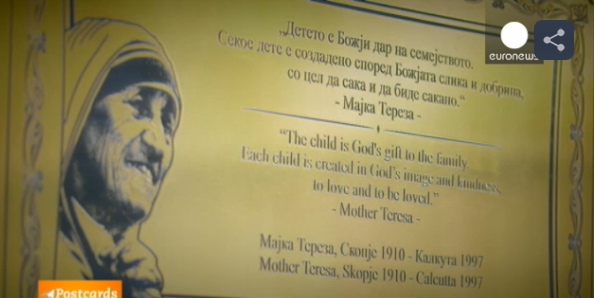 euronews.
„Детето е Божји дар на семејството.
Секое дете е создадено според Божјата слика и добрина,
со цел да сака и да биде сакано.“
- Мајка Тереза -
“The child is God's gift to the family
Each child is created in God's image and kindness,
to love and to be loved.”
- Mother Teresa -
Мајка Тереза, Скопје 1910 - Калкута 1997
Mother Teresa, Skopje 1910 - Calcutta 1997
Postcards